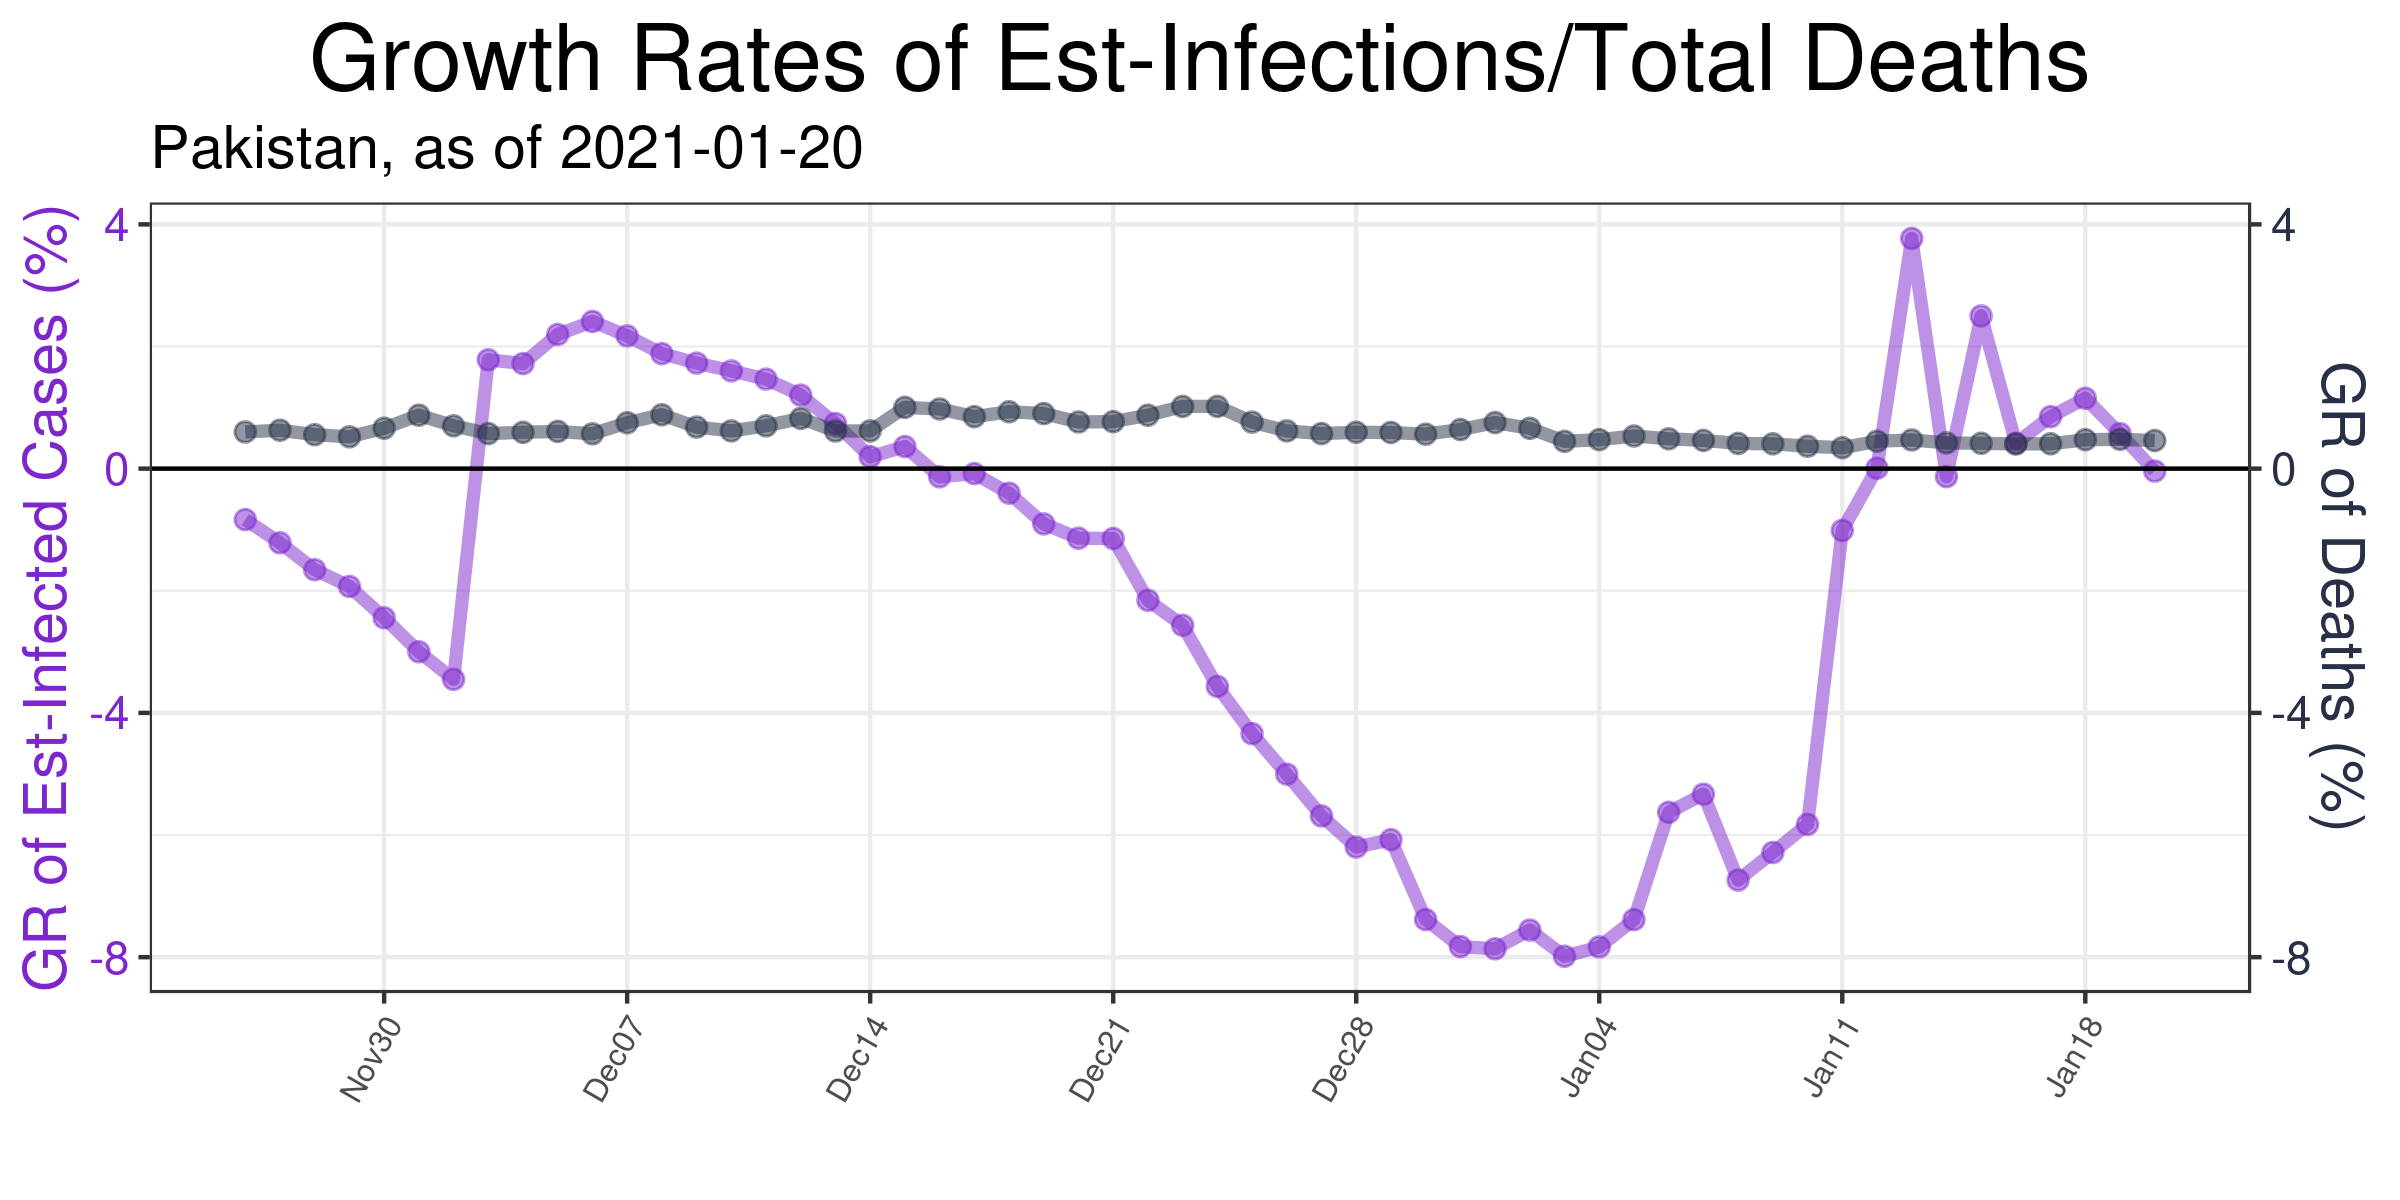 Growth Rates of Est-Infections/Total Deaths
Pakistan, as of 2021-01-20
GR of Est-Infected Cases (%)
4
0
-4
-8
4
0
-4
-8
GR of Deaths (%)
Nov30
Dec07
Dec14
Dec21
Dec28
Jan04
Jan11
Jan18